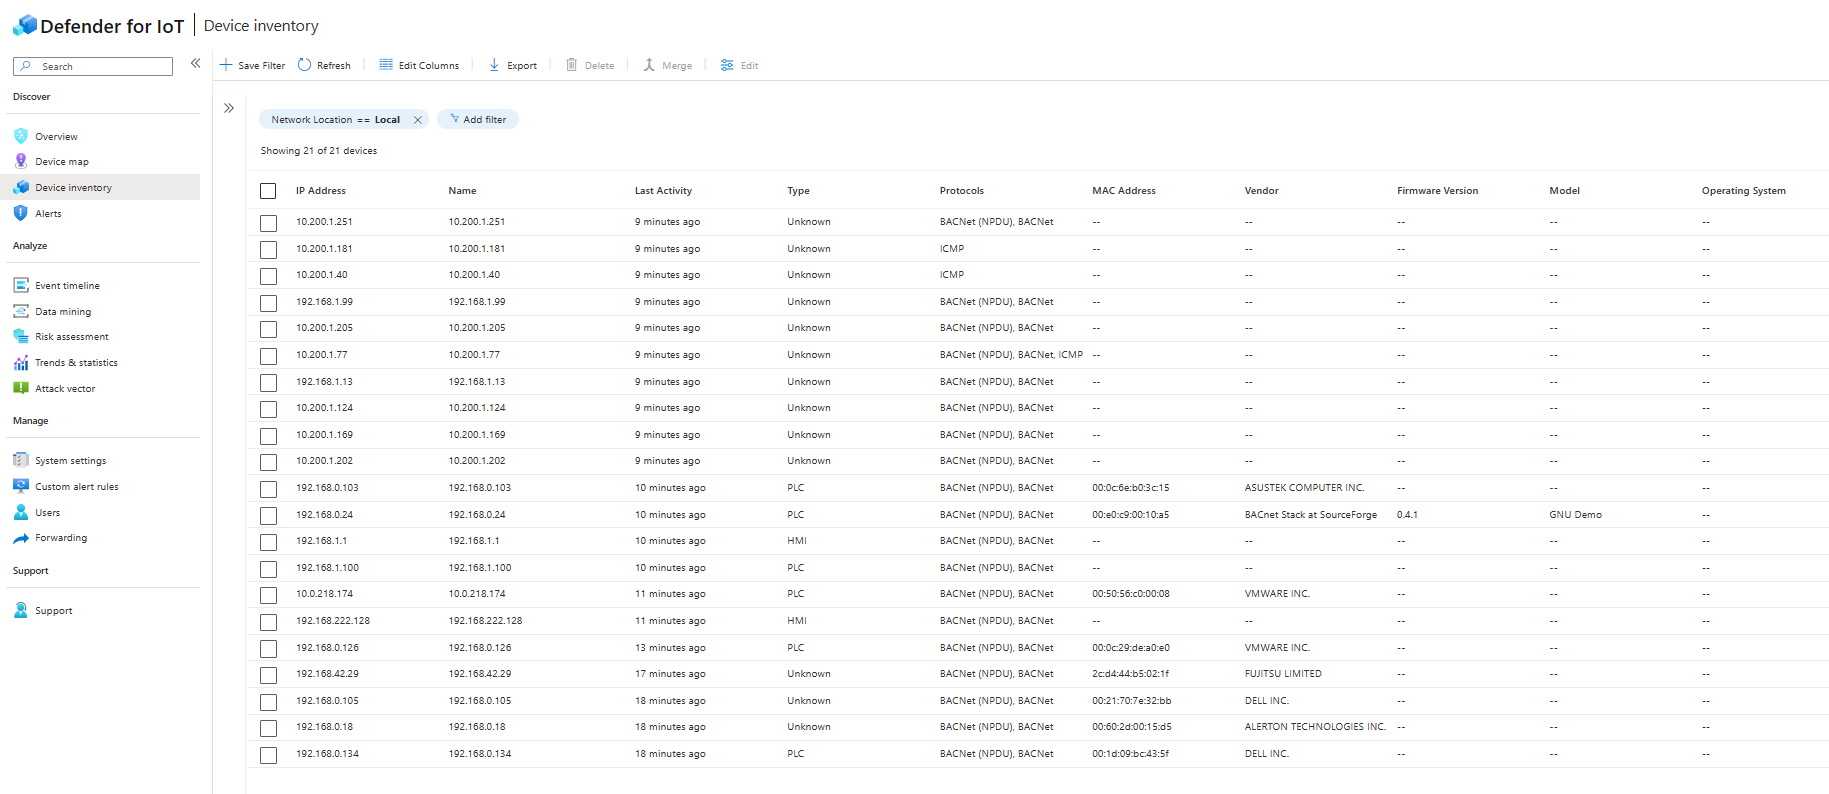 Defender for IoT | Device inventory
Search
Save Filter Refresh Edit Columns Export Delete Merge Edit
Discover
Overview
Device map
Device inventory
Alerts
Analyze
Event timeline
Data mining
Risk assessment
Trends & statistics
Attack vector
Manage
System settings
Custom alert rules
Users
Forwarding
Support
Support
Network Location == Local Add filter
Showing 21 of 21 devices
IP Address Name Last Activity Type Protocols MAC Address Vendor Firmware Version Model Operating System
10.200.1.251 10.200.1.251 9 minutes ago Unknown BACNet (NPDU), BACNet -- -- -- -- --
10.200.1.181 10.200.1.181 9 minutes ago Unknown ICMP -- -- -- -- --
10.200.1.40 10.200.1.40 9 minutes ago Unknown ICMP -- -- -- -- --
192.168.1.99 192.168.1.99 9 minutes ago Unknown BACNet (NPDU), BACNet -- -- -- -- --
10.200.1.205 10.200.1.205 9 minutes ago Unknown BACNet (NPDU), BACNet -- -- -- -- --
10.200.1.77 10.200.1.77 9 minutes ago Unknown BACNet (NPDU), BACNet, ICMP -- -- -- -- --
192.168.1.13 192.168.1.13 9 minutes ago Unknown BACNet (NPDU), BACNet -- -- -- -- --
10.200.1.124 10.200.1.124 9 minutes ago Unknown BACNet (NPDU), BACNet -- -- -- -- --
10.200.1.169 10.200.1.169 9 minutes ago Unknown BACNet (NPDU), BACNet -- -- -- -- --
10.200.1.202 10.200.1.202 9 minutes ago Unknown BACNet (NPDU), BACNet -- -- -- -- --
192.168.0.103 192.168.0.103 10 minutes ago PLC BACNet (NPDU), BACNet 00:0c:6e:b0:3c:15 ASUSTEK COMPUTER INC. -- -- --
192.168.0.24 192.168.0.24 10 minutes ago PLC BACNet (NPDU), BACNet 00:e0:c9:00:10:a5 BACnet Stack at SourceForge 0.4.1 GNU Demo --
192.168.1.1 192.168.1.1 10 minutes ago HMI BACNet (NPDU), BACNet -- -- -- -- --
192.168.1.100 192.168.1.100 10 minutes ago PLC BACNet (NPDU), BACNet -- -- -- -- --
10.0.218.174 10.0.218.174 11 minutes ago PLC BACNet (NPDU), BACNet 00:50:56:c0:00:08 VMWARE INC. -- -- --
192.168.222.128 192.168.222.128 11 minutes ago HMI BACNet (NPDU), BACNet -- -- -- -- --
192.168.0.126 192.168.0.126 13 minutes ago PLC BACNet (NPDU), BACNet 00:0c:29:de:a0:e0 VMWARE INC. -- -- --
192.168.42.29 192.168.42.29 17 minutes ago Unknown BACNet (NPDU), BACNet 2c:d4:44:b5:02:1f FUJITSU LIMITED -- -- --
192.168.0.105 192.168.0.105 18 minutes ago Unknown BACNet (NPDU), BACNet 00:21:70:7e:32:bb DELL INC. -- -- --
192.168.0.18 192.168.0.18 18 minutes ago Unknown BACNet (NPDU), BACNet 00:60:2d:00:15:d5 ALERTON TECHNOLOGIES INC. -- -- --
192.168.0.134 192.168.0.134 18 minutes ago PLC BACNet (NPDU), BACNet 00:1d:09:bc:43:5f DELL INC. -- -- --